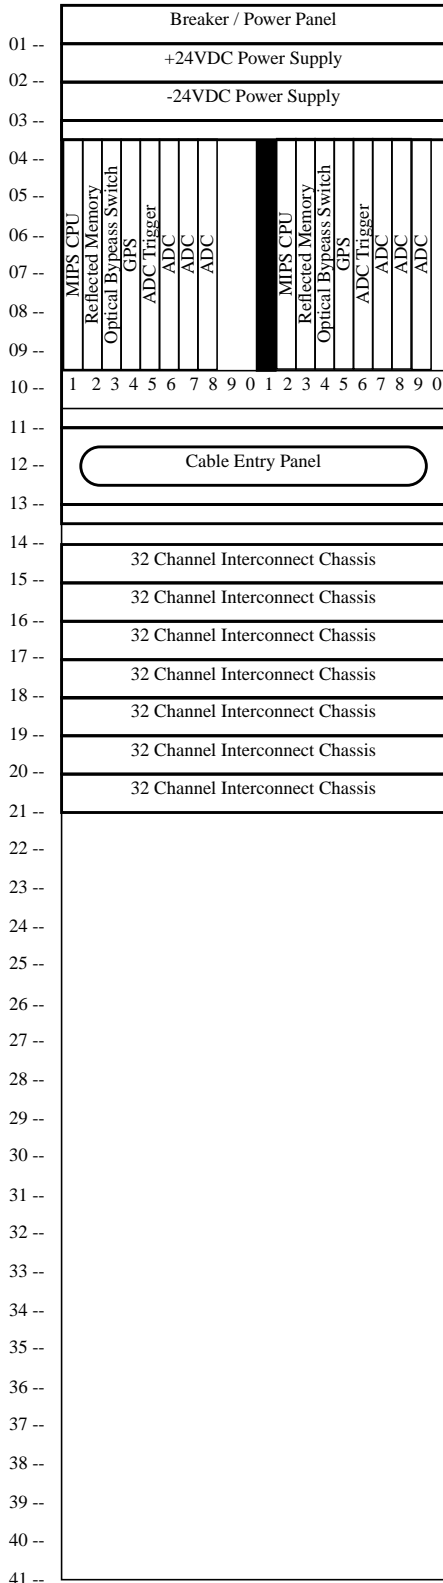 Breaker / Power Panel
01 --
+24VDC Power Supply
02 --
-24VDC Power Supply
03 --
04 --
05 --
06 --
07 --
08 --
09 --
MIPS CPU
Reflected Memory
Optical Bypeass Switch
GPS
ADC Trigger
ADC
ADC
ADC
MIPS CPU
Reflected Memory
Optical Bypeass Switch
GPS
ADC Trigger
ADC
ADC
ADC
10 -- 1 2 3 4 5 6 7 8 9 0 1 2 3 4 5 6 7 8 9 0
11 --
12 -- Cable Entry Panel
13 --
14 --
32 Channel Interconnect Chassis
15 --
32 Channel Interconnect Chassis
16 --
32 Channel Interconnect Chassis
17 --
32 Channel Interconnect Chassis
18 --
32 Channel Interconnect Chassis
19 --
32 Channel Interconnect Chassis
20 --
32 Channel Interconnect Chassis
21 --
22 --
23 --
24 --
25 --
26 --
27 --
28 --
29 --
30 --
31 --
32 --
33 --
34 --
35 --
36 --
37 --
38 --
39 --
40 --
41 --